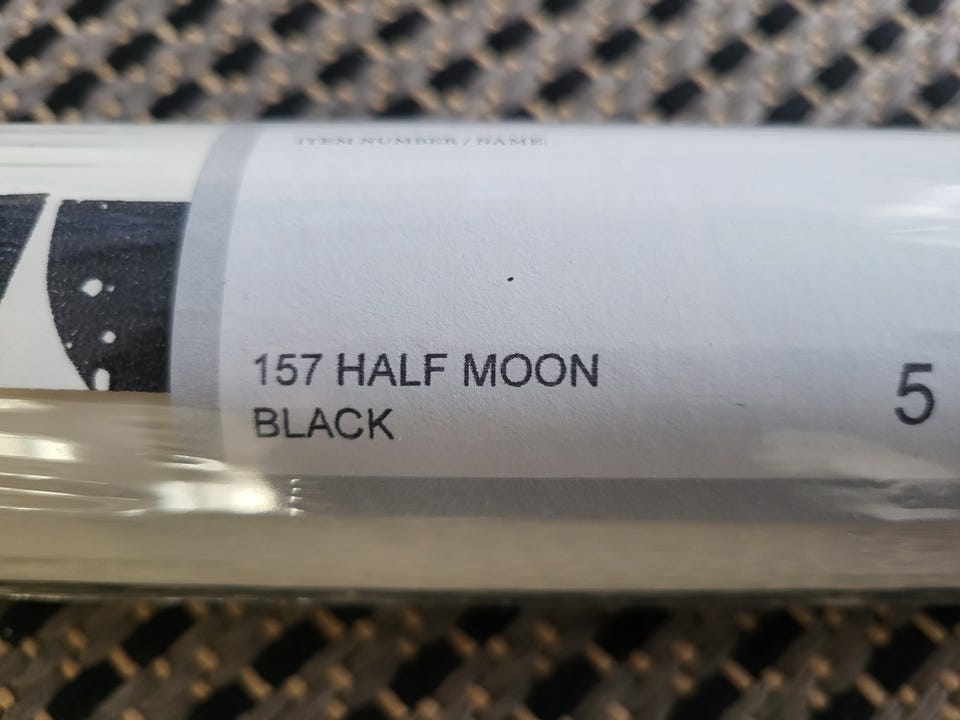 ITEM NUMBER / NAME:
157 HALF MOON
BLACK
5